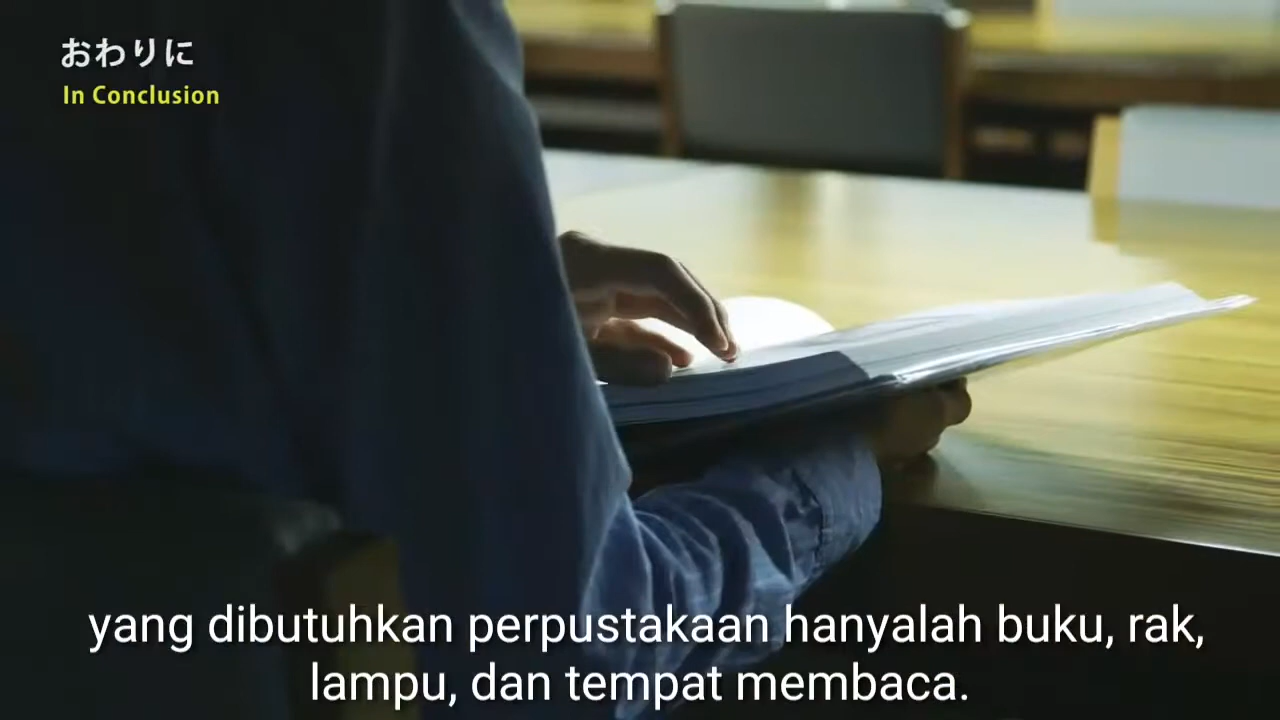 おわりに
In Conclusion
yang dibutuhkan perpustakaan hanyalah buku, rak,
lampu, dan tempat membaca.